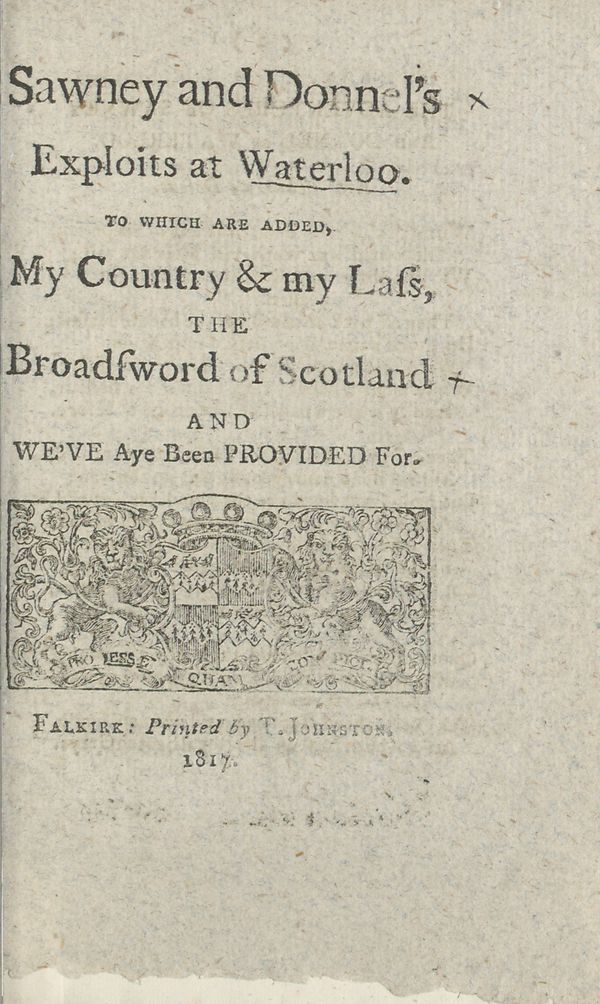 Sawney and Donnel's
Exploits at Waterloo.
TO WHICH ARE ADDED,
My Country & my Laſs,
THE
Broadſword of Scotland
AND
WE'VE Aye Been PROVIDED For.
PRO ESSE
QUAM
FALKIRK: Printed by T. JOHNSTON.
1817.